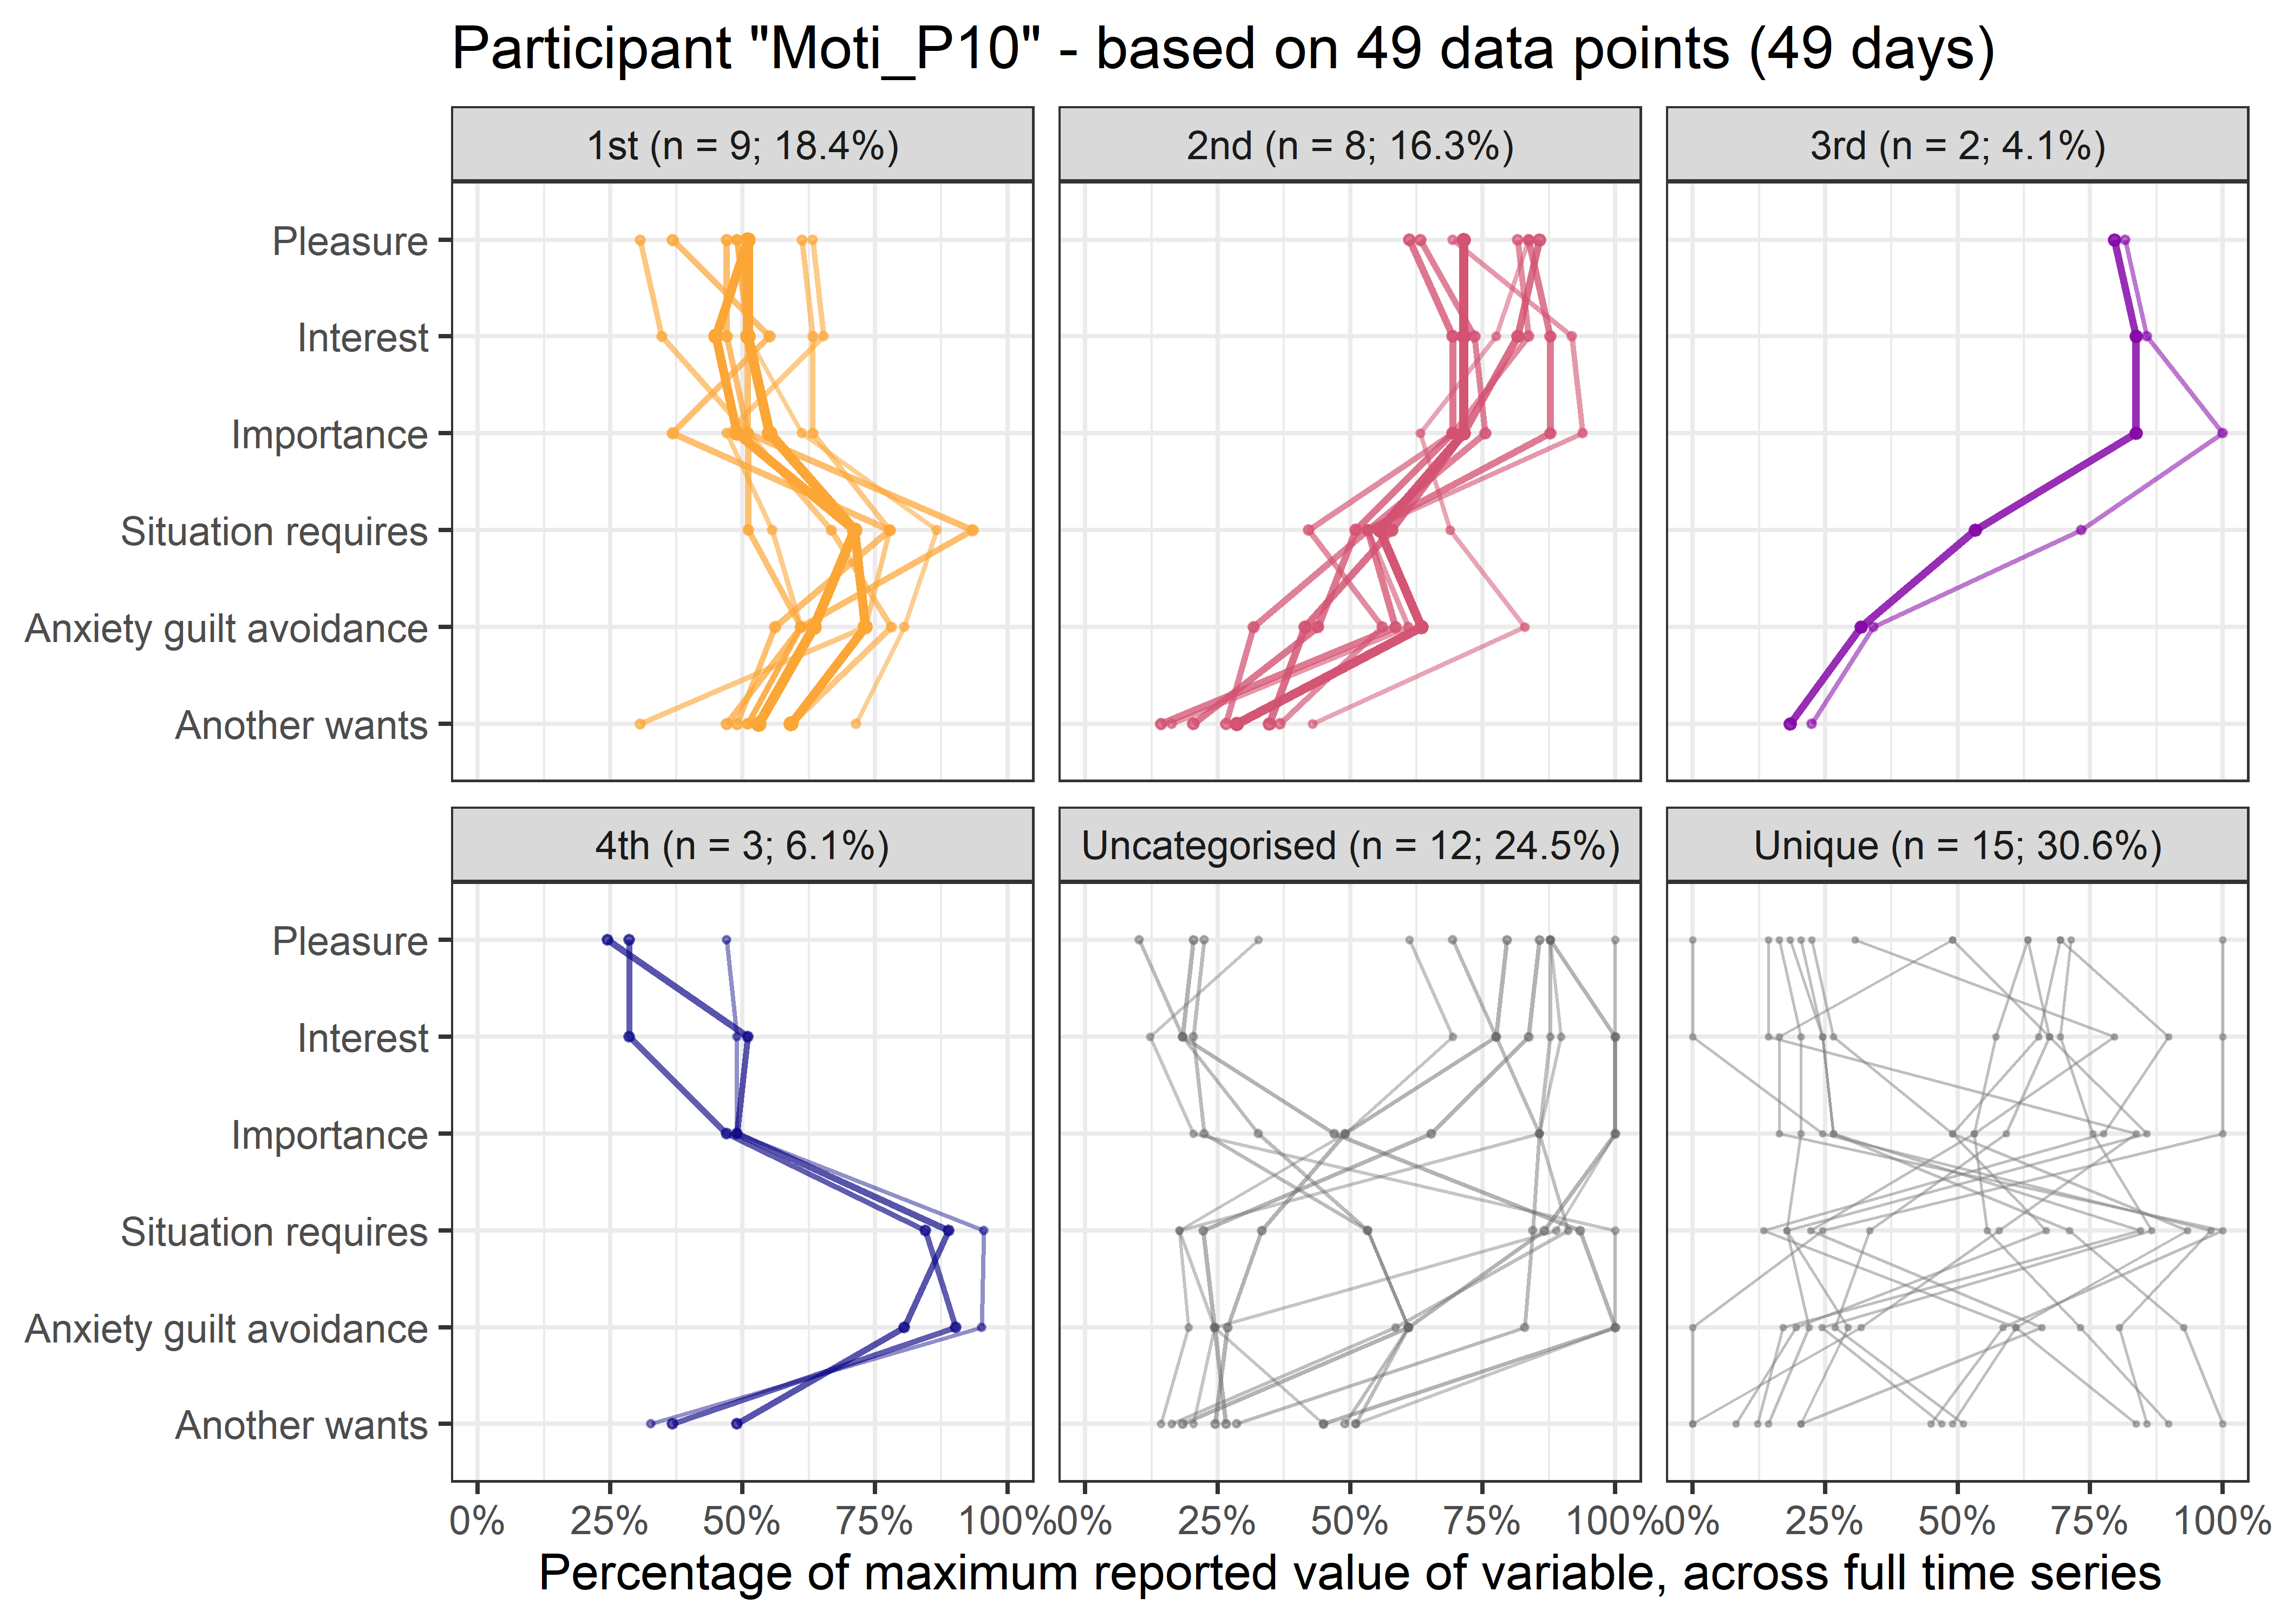 Participant "Moti_P10" - based on 49 data points (49 days)
1st (n = 9; 18.4%)
2nd (n = 8; 16.3%)
3rd (n = 2; 4.1%)
Pleasure
Interest
Importance
Situation requires
Anxiety guilt avoidance
Another wants
4th (n = 3; 6.1%)
Uncategorised (n = 12; 24.5%)
Unique (n = 15; 30.6%)
Pleasure
Interest
Importance
Situation requires
Anxiety guilt avoidance
Another wants
0% 25% 50% 75% 100% 0% 25% 50% 75% 100% 0% 25% 50% 75% 100%
Percentage of maximum reported value of variable, across full time series